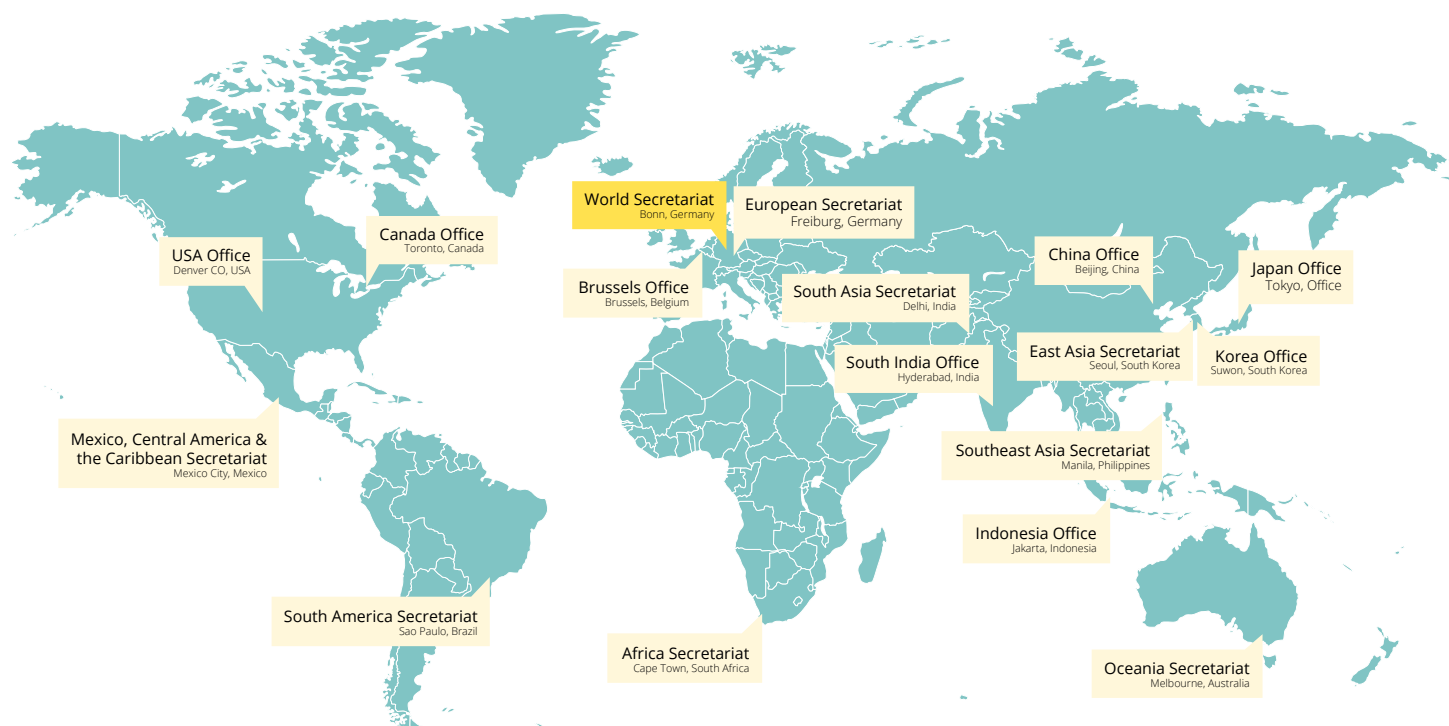 World Secretariat
Bonn, Germany
European Secretariat
Freiburg, Germany
Canada Office
Toronto, Canada
USA Office
Denver CO, USA
China Office
Beijing, China
Japan Office
Tokyo, Office
Brussels Office
Brussels, Belgium
South Asia Secretariat
Delhi, India
South India Office
Hyderabad, India
East Asia Secretariat
Seoul, South Korea
Korea Office
Suwon, South Korea
Mexico, Central America &
the Caribbean Secretariat
Mexico City, Mexico
Southeast Asia Secretariat
Manila, Philippines
Indonesia Office
Jakarta, Indonesia
South America Secretariat
Sao Paulo, Brazil
Africa Secretariat
Cape Town, South Africa
Oceania Secretariat
Melbourne, Australia